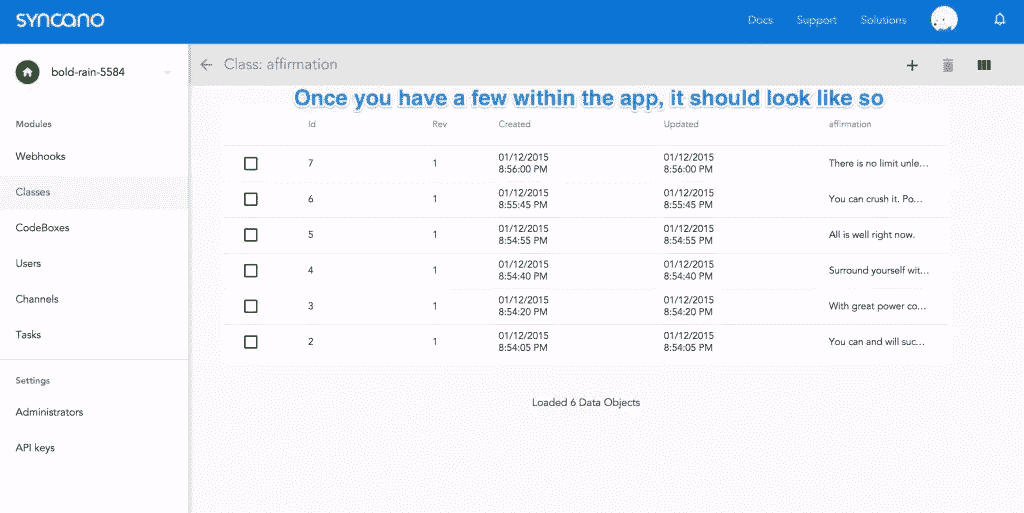 syncano
Docs Support Solutions
bold-rain-5584
Class: affirmation
Once you have a few within the app, it should look like so
Modules
Webhooks
Classes
CodeBoxes
Users
Channels
Tasks
Settings
Administrators
API keys
Id Rev Created Updated affirmation
7 1 01/12/2015 8:56:00 PM 01/12/2015 8:56:00 PM There is no limit unle...
6 1 01/12/2015 8:55:45 PM 01/12/2015 8:55:45 PM You can crush it. Po...
5 1 01/12/2015 8:54:55 PM 01/12/2015 8:54:55 PM All is well right now.
4 1 01/12/2015 8:54:40 PM 01/12/2015 8:54:40 PM Surround yourself wit...
3 1 01/12/2015 8:54:20 PM 01/12/2015 8:54:20 PM With great power co...
2 1 01/12/2015 8:54:05 PM 01/12/2015 8:54:05 PM You can and will suc...
Loaded 6 Data Objects